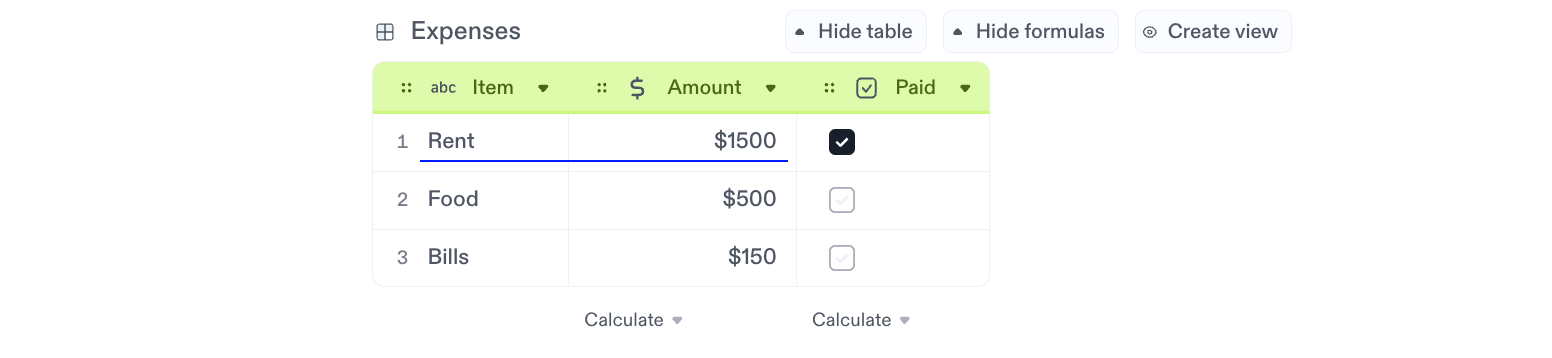 Expenses Hide table Hide formulas Create view
abc Item $ Amount Paid
1 Rent $1500
2 Food $500
3 Bills $150
Calculate Calculate